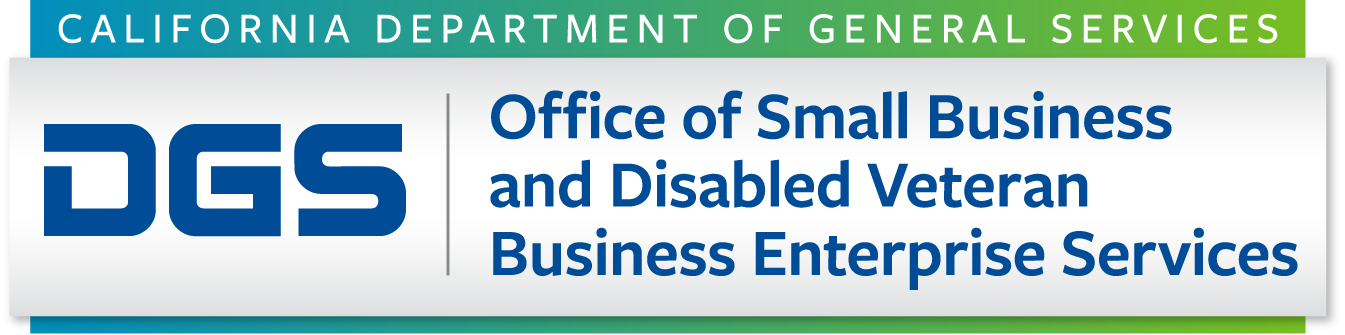 CALIFORNIA DEPARTMENT OF GENERAL SERVICES
DGS
Office of Small Business
and Disabled Veteran
Business Enterprise Services